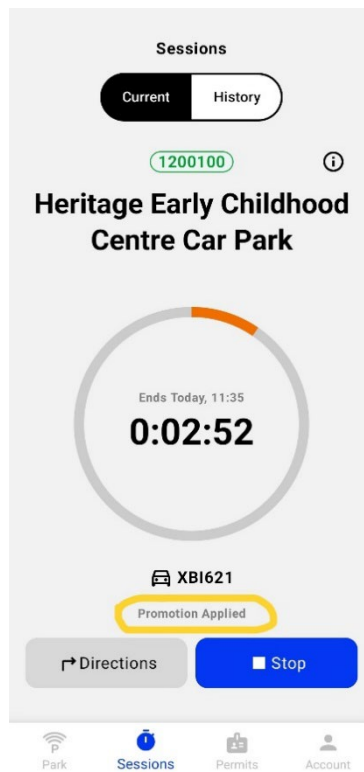 Sessions
Current History
1200100
Heritage Early Childhood
Centre Car Park
Ends Today, 11:35
0:02:52
XBI621
Promotion Applied
Directions Stop
Park Sessions Permits Account